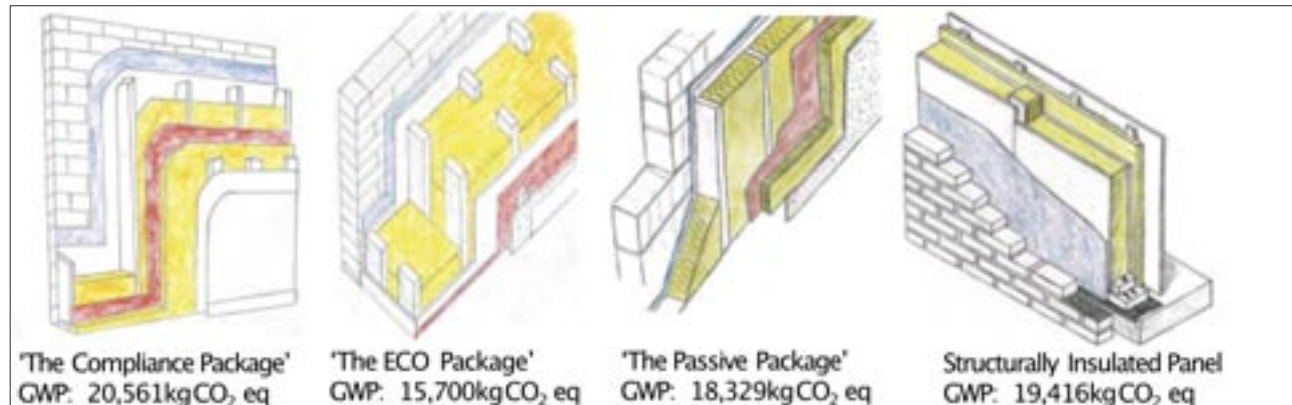 'The Compliance Package'
GWP: 20,561kgCO₂ eq
'The ECO Package'
GWP: 15,700kgCO₂ eq
'The Passive Package'
GWP: 18,329kgCO₂ eq
Structurally Insulated Panel
GWP: 19,416kgCO₂ eq